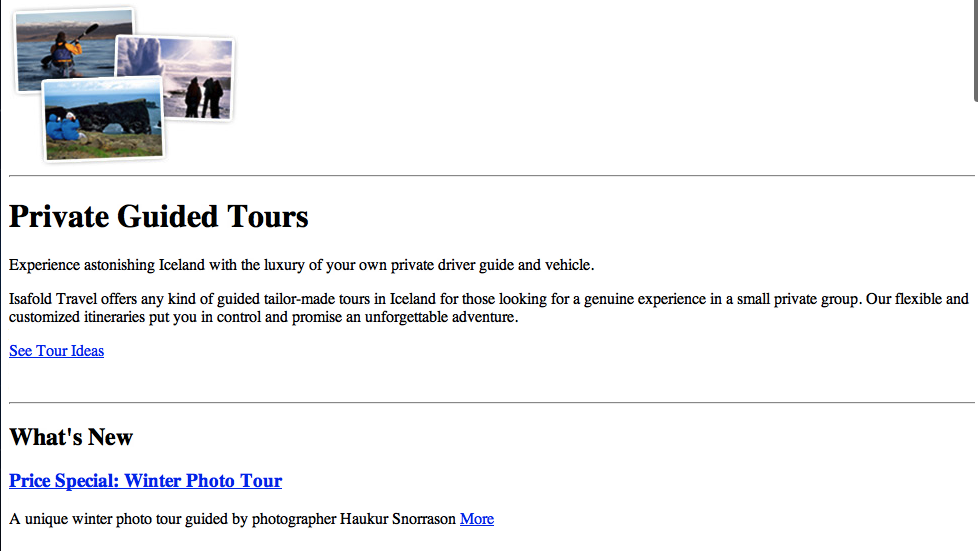 Private Guided Tours
Experience astonishing Iceland with the luxury of your own private driver guide and vehicle.
Isafold Travel offers any kind of guided tailor-made tours in Iceland for those looking for a genuine experience in a small private group. Our flexible and
customized itineraries put you in control and promise an unforgettable adventure.
See Tour Ideas
What's New
Price Special: Winter Photo Tour
A unique winter photo tour guided by photographer Haukur Snorrason More